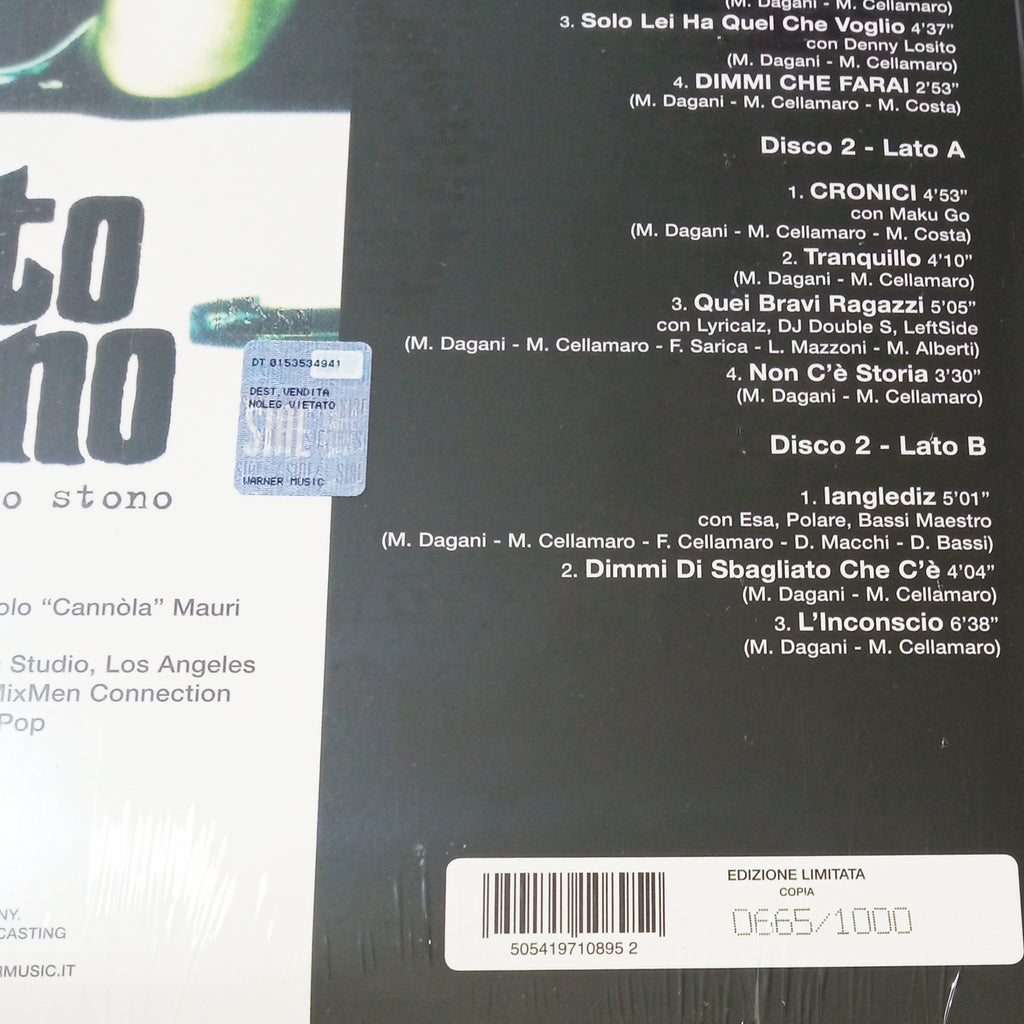 (M. Dagani - M. Cellamaro)
3. Solo Lei Ha Quel Che Voglio 4'37"
con Denny Losito
(M. Dagani - M. Cellamaro)
4. DIMMI CHE FARAI 2'53"
(M. Dagani - M. Cellamaro - M. Costa)
Disco 2 - Lato A
1. CRONICI 4'53"
con Maku Go
(M. Dagani - M. Cellamaro - M. Costa)
2. Tranquillo 4'10"
(M. Dagani - M. Cellamaro)
3. Quei Bravi Ragazzi 5'05"
con Lyricalz, DJ Double S, LeftSide
(M. Dagani - M. Cellamaro - F. Sarica - L. Mazzoni - M. Alberti)
4. Non C'è Storia 3'30"
(M. Dagani - M. Cellamaro)
Disco 2 - Lato B
1. Ianglediz 5'01"
con Esa, Polare, Bassi Maestro
(M. Dagani - M. Cellamaro - F. Cellamaro - D. Macchi - D. Bassi)
2. Dimmi Di Sbagliato Che C'è 4'04"
(M. Dagani - M. Cellamaro)
3. L'Inconscio 6'38"
(M. Dagani - M. Cellamaro)
to
no
o stono
DT 0153534941
DEST.VENDITA
NOLEG.VIETATO
SIAE
WARNER MUSIC
olo "Cannòla" Mauri
Studio, Los Angeles
MixMen Connection
Pop
NY.
CASTING
RMUSIC.IT
EDIZIONE LIMITATA
COPIA
0665/1000
505419710895 2